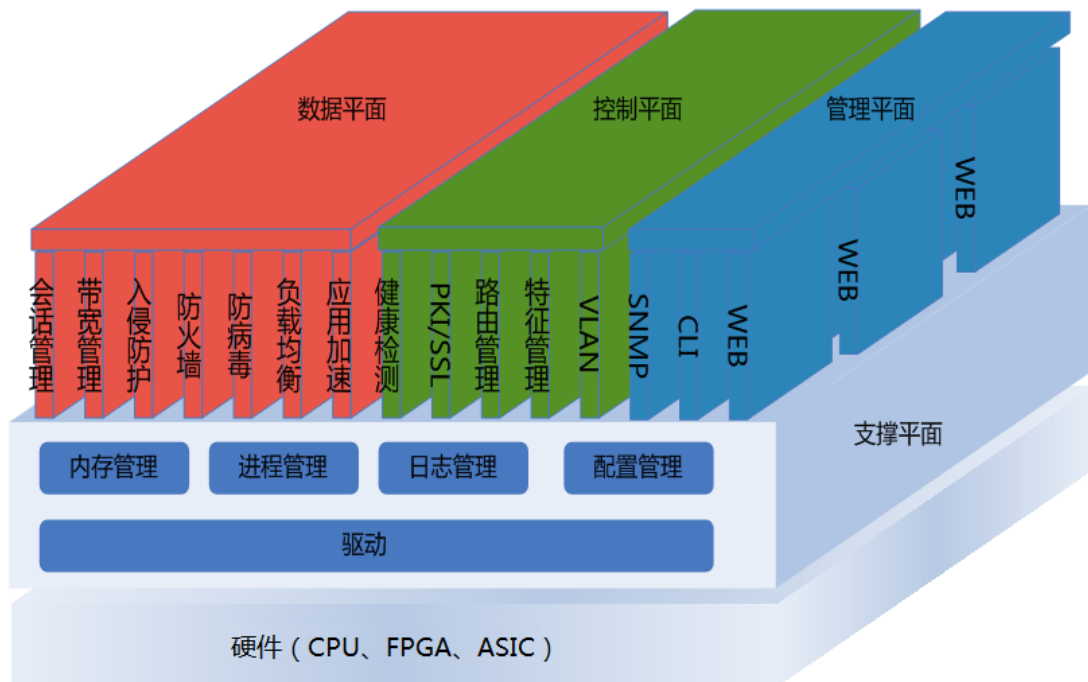 数据平面
控制平面
管理平面
会话管理
带宽管理
入侵防护
防火墙
防病毒
负载均衡
应用加速
健康检测
PKI/SSL
路由管理
特征管理
VLAN
SNMP
CLI
WEB
WEB
WEB
支撑平面
内存管理
进程管理
日志管理
配置管理
驱动
硬件（CPU、FPGA、ASIC）